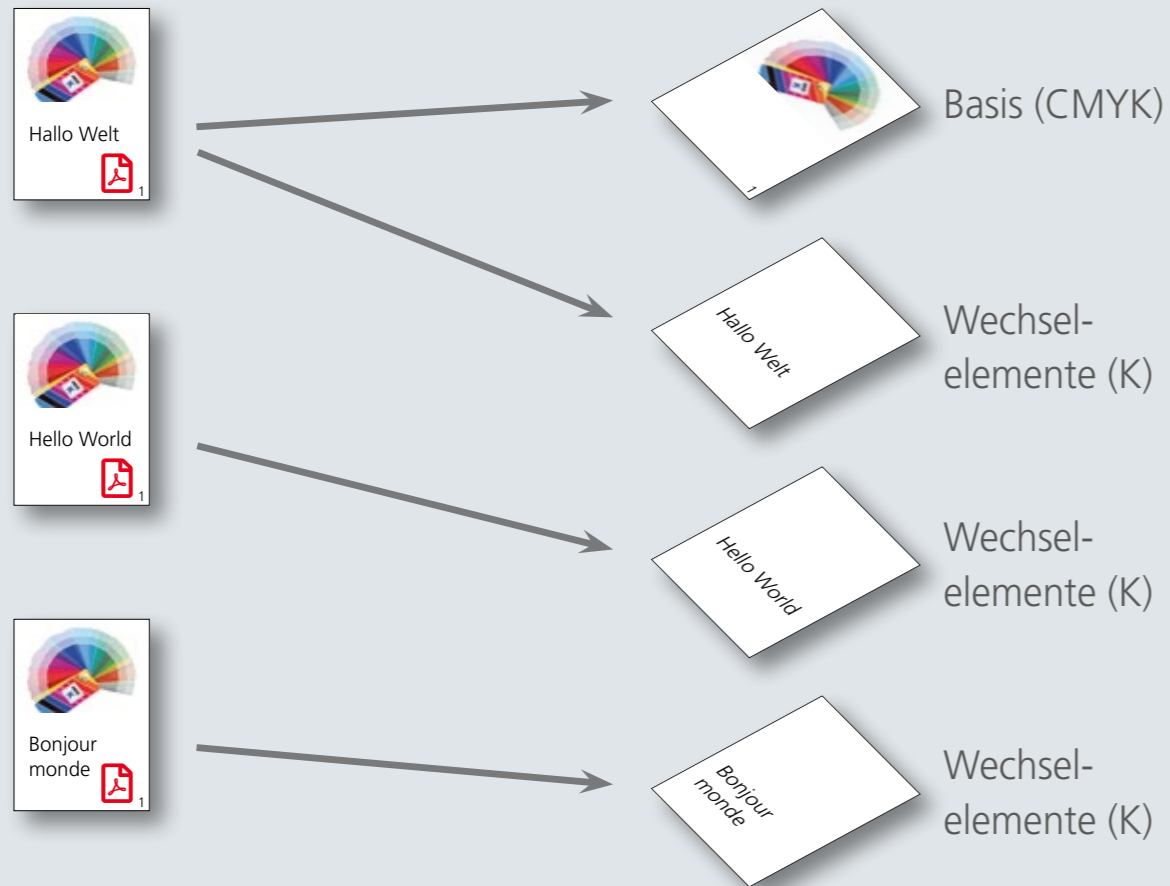 Hallo Welt
1
Hello World
1
Bonjour
monde
1
1
Basis (CMYK)
Hallo Welt
Wechsel-
elemente (K)
Hello World
Wechsel-
elemente (K)
Bonjour
monde
Wechsel-
elemente (K)